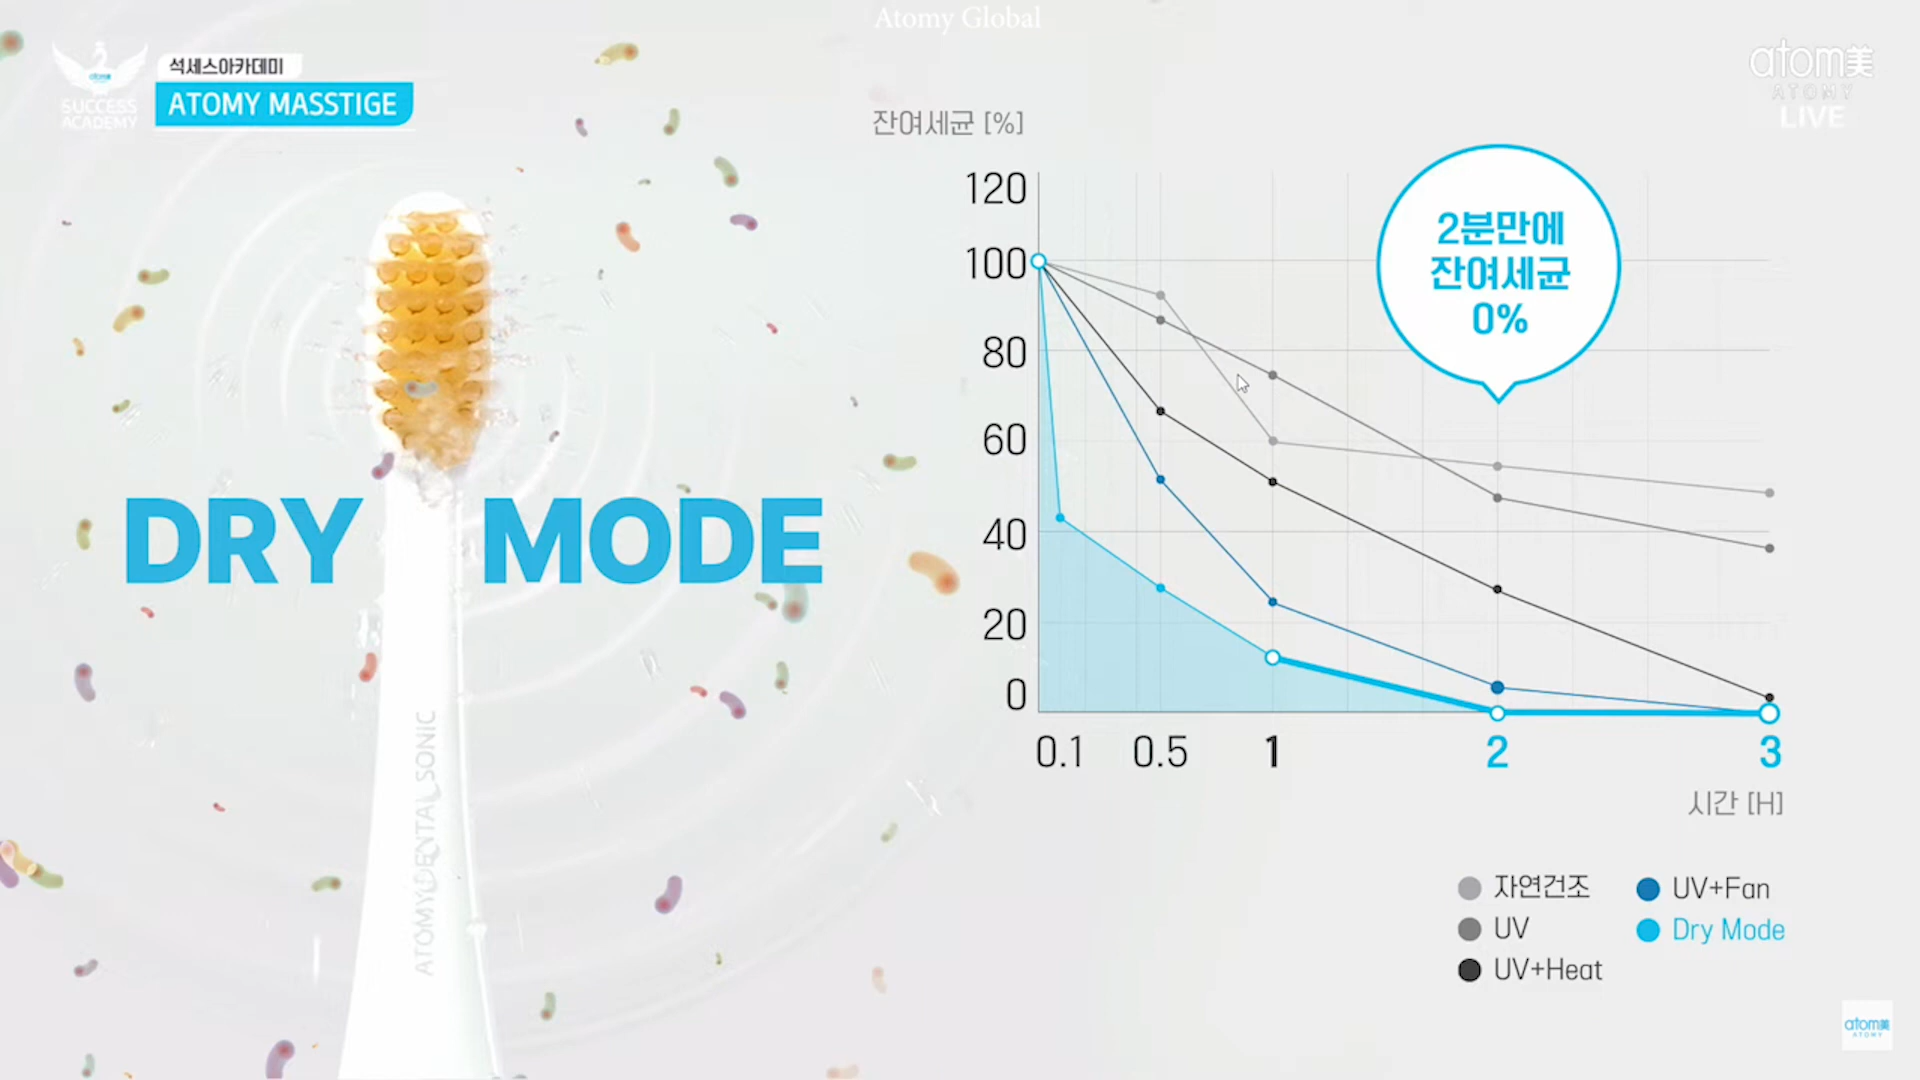 Atomy Global
석세스아카데미
ATOMY MASSTIGE
SUCCESS
ACADEMY
atom美
ATOMY
LIVE
잔여세균 [%]
120
100
80
60
40
20
0
2분만에
잔여세균
0%
DRY MODE
ATOMY DENTAL SONIC
0.1 0.5 1 2 3
시간 [H]
자연건조
UV
UV+Heat
UV+Fan
Dry Mode
atom美
ATOMY